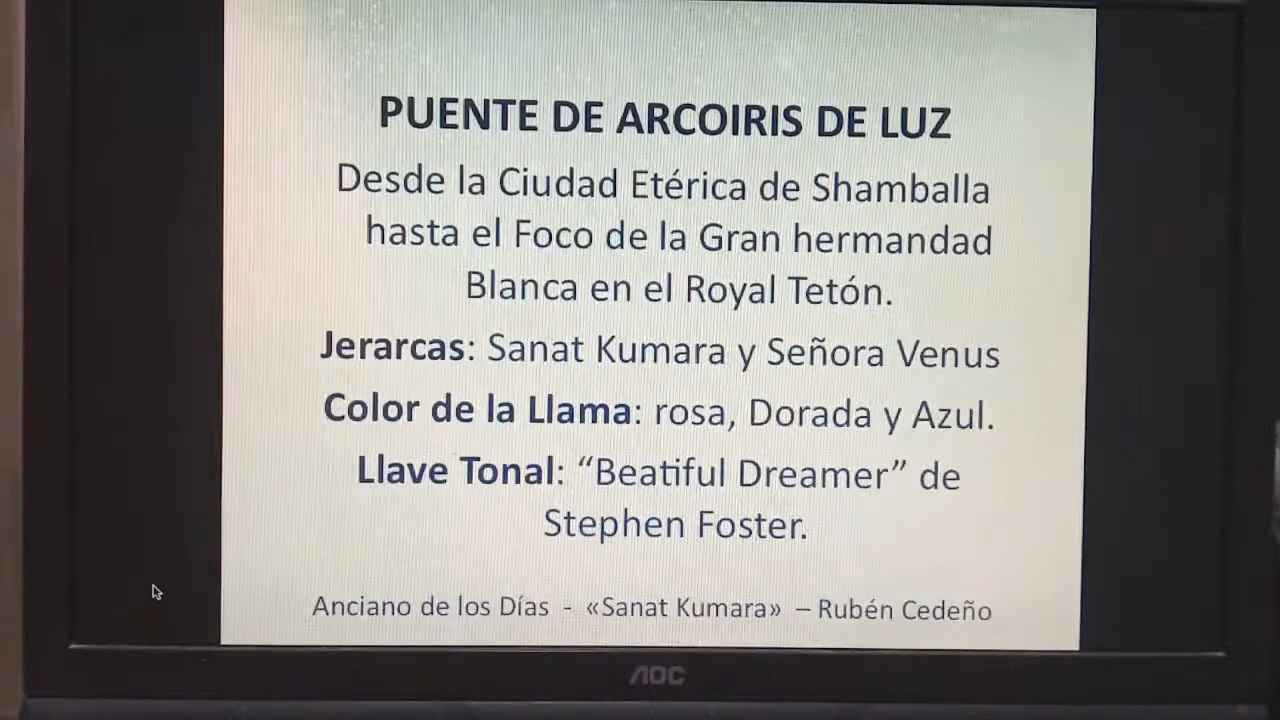 PUENTE DE ARCOIRIS DE LUZ
Desde la Ciudad Etérica de Shamballa
hasta el Foco de la Gran hermandad
Blanca en el Royal Tetón.
Jerarcas: Sanat Kumara y Señora Venus
Color de la Llama: rosa, Dorada y Azul.
Llave Tonal: “Beatiful Dreamer” de
Stephen Foster.
Anciano de los Días - «Sanat Kumara» – Rubén Cedeño
AOC